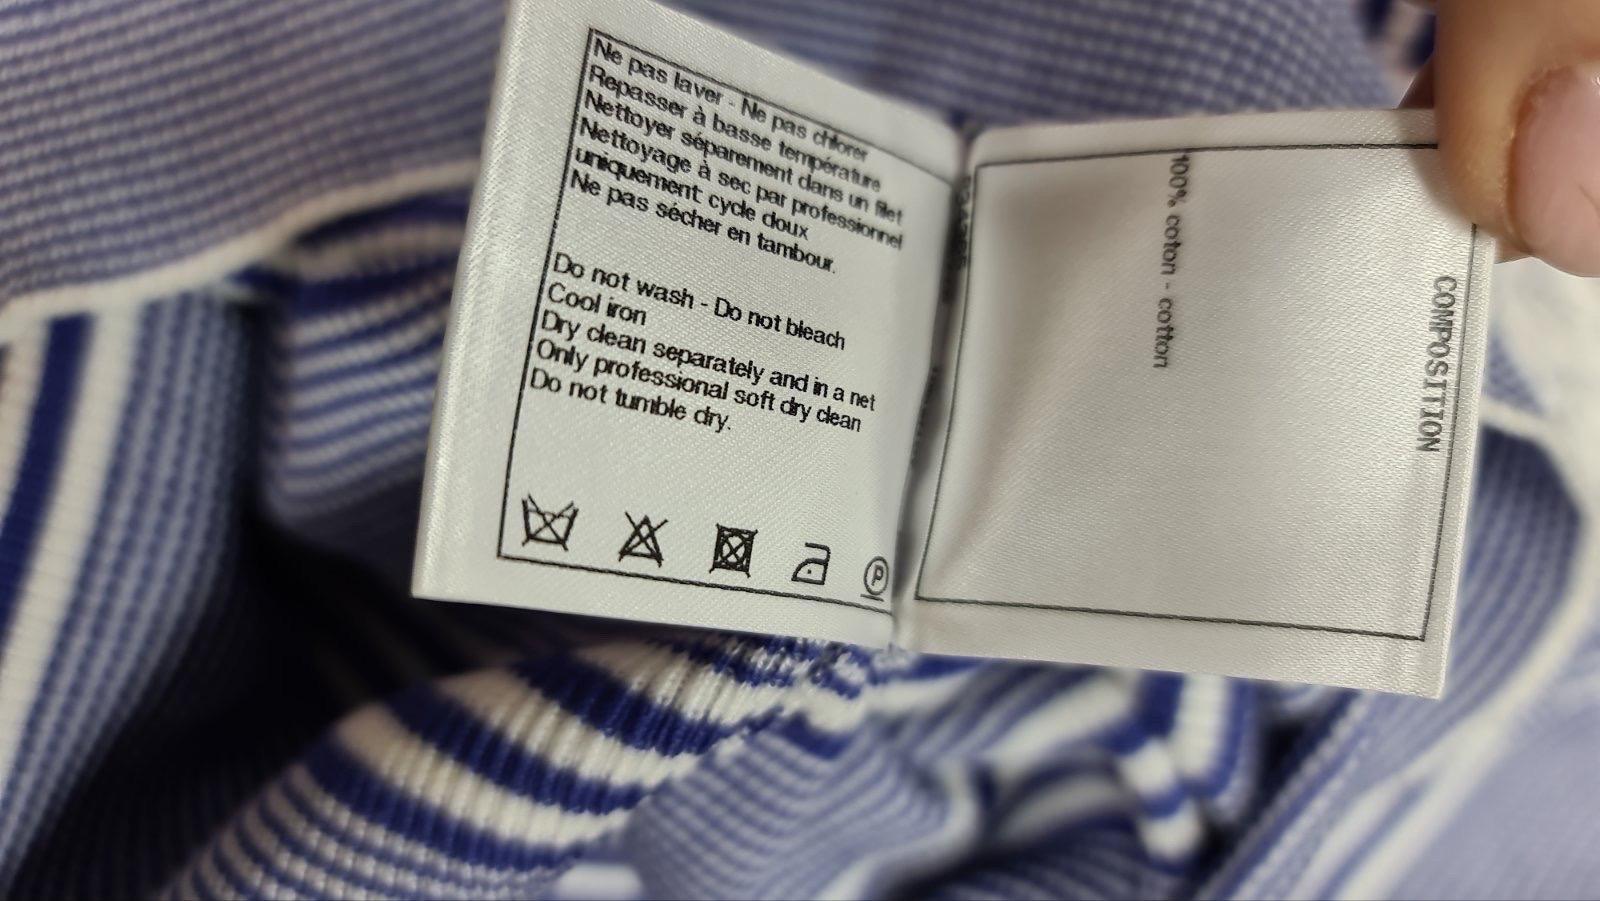 Ne pas laver - Ne pas chlorer
Repasser à basse température
Nettoyer séparement dans un filet
Nettoyage à sec par professionnel
uniquement: cycle doux
Ne pas sécher en tambour.
Do not wash - Do not bleach
Cool iron
Dry clean separately and in a net
Only professional soft dry clean
Do not tumble dry.
P
COMPOSITION
100% coton - cotton